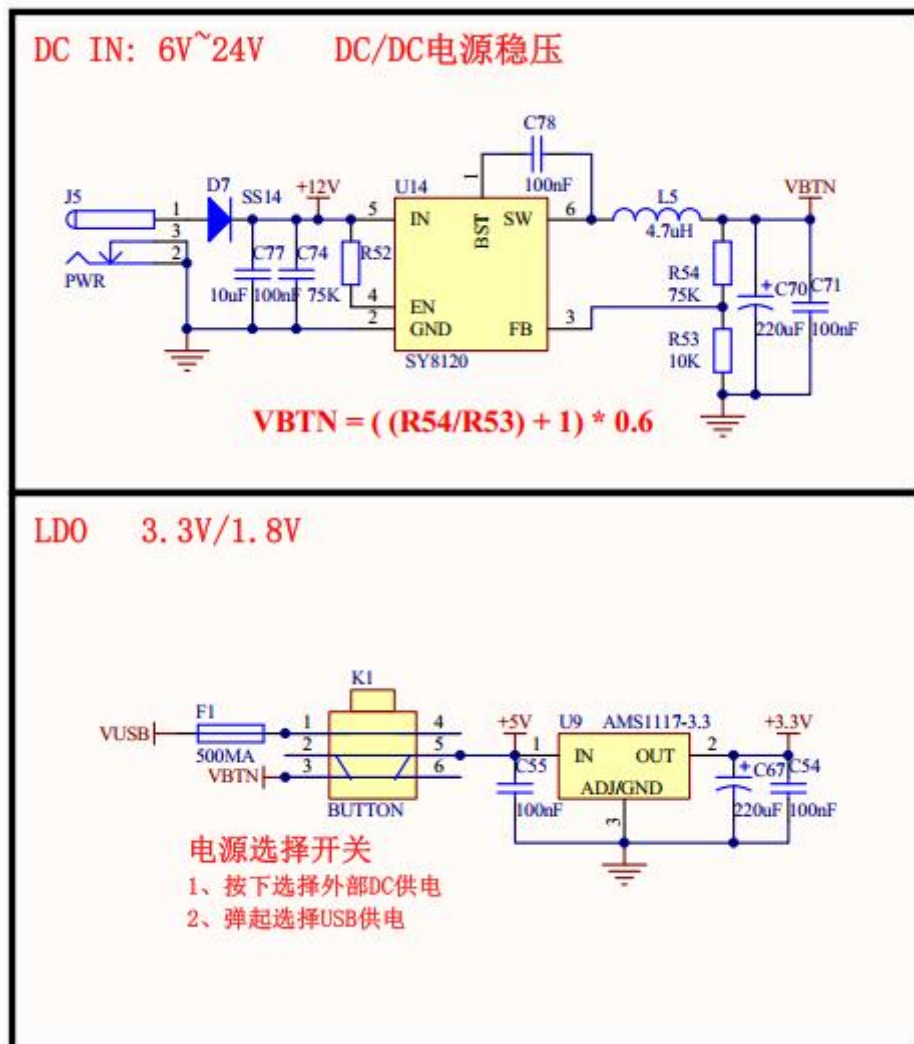 DC IN: 6V~24V DC/DC电源稳压
C78
100nF
J5
D7
SS14
+12V
U14
L5
4.7uH
VBTN
1
3
2
PWR
C77
10uF
C74
100nF
R52
75K
5 IN
4 EN
2 GND
1 BST
SW 6
FB 3
SY8120
R54
75K
R53
10K
C70
220uF
C71
100nF
VBTN = ( (R54/R53) + 1) * 0.6
LDO 3.3V/1.8V
K1
VUSB
F1
500MA
VBTN
1 4
2 5
3 6
BUTTON
+5V
U9 AMS1117-3.3
+3.3V
1 IN OUT 2
ADJ/GND
3
C55
100nF
C67
220uF
C54
100nF
电源选择开关
1、按下选择外部DC供电
2、弹起选择USB供电